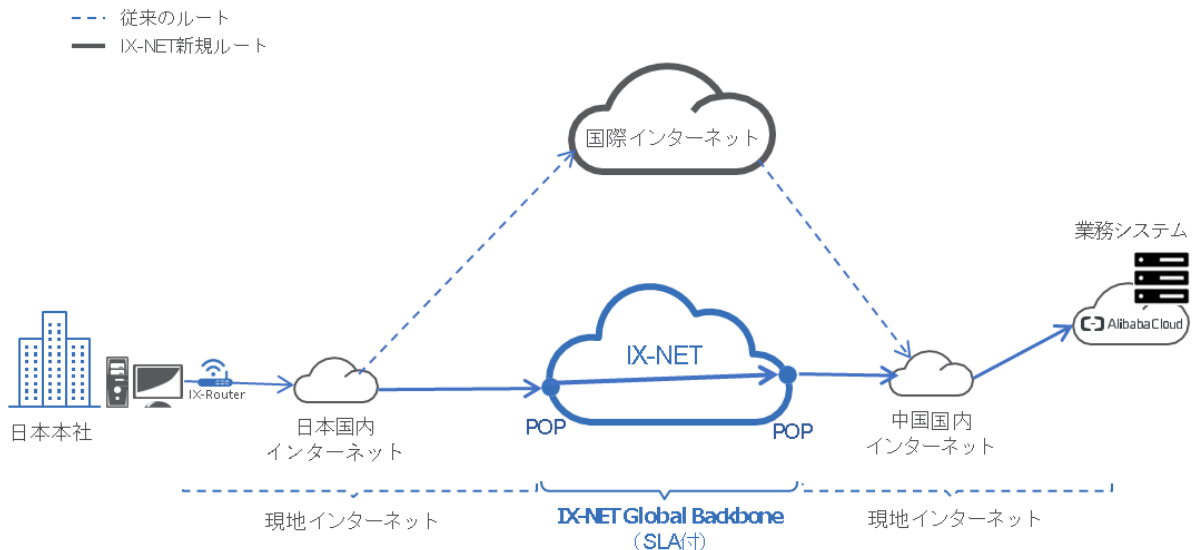 従来のルート
IX-NET新規ルート
国際インターネット
業務システム
AlibabaCloud
IX-NET
IX-Router
日本本社
日本国内
インターネット
POP
POP
中国国内
インターネット
現地インターネット
IX-NET Global Backbone
（SLA付）
現地インターネット